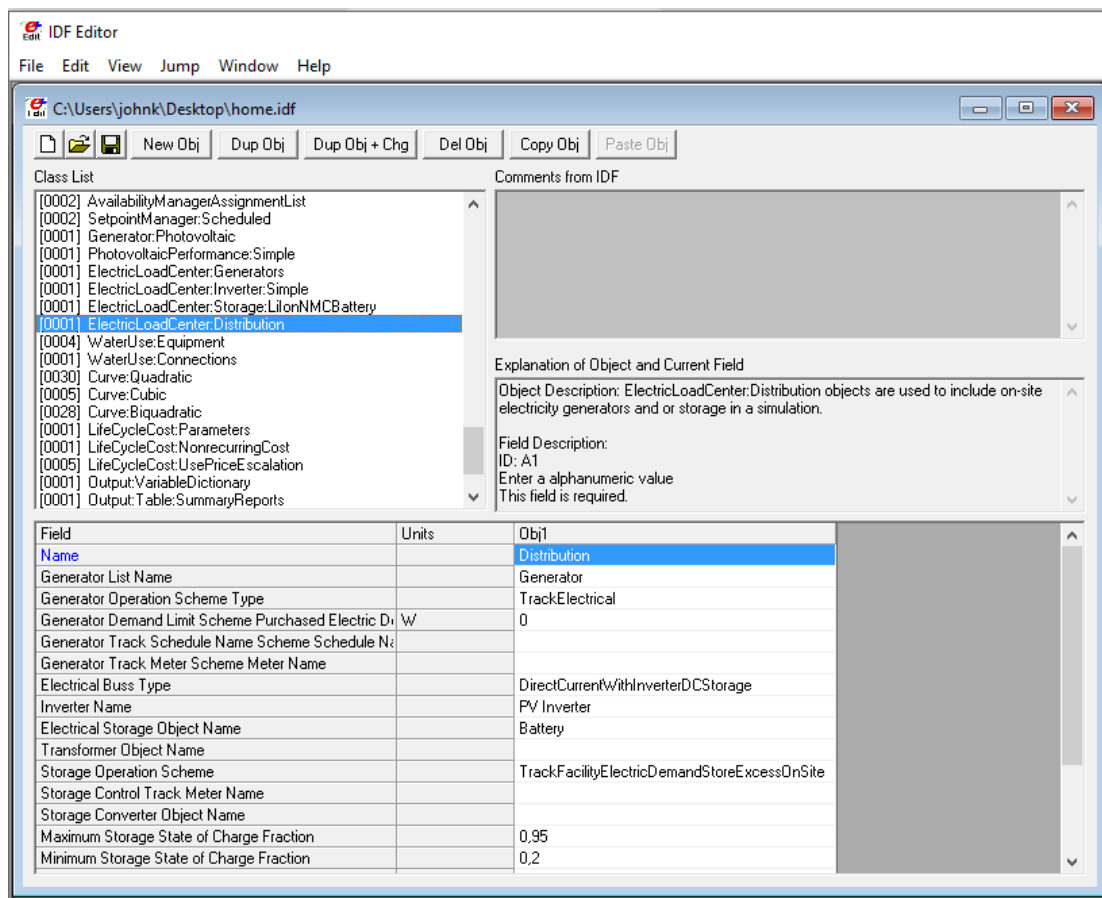 IDF Editor
File Edit View Jump Window Help
C:\Users\johnk\Desktop\home.idf
New Obj Dup Obj Dup Obj + Chg Del Obj Copy Obj Paste Obj
Class List
[0002] AvailabilityManagerAssignmentList
[0002] SetpointManager:Scheduled
[0001] Generator:Photovoltaic
[0001] PhotovoltaicPerformance:Simple
[0001] ElectricLoadCenter:Generators
[0001] ElectricLoadCenter:Inverter:Simple
[0001] ElectricLoadCenter:Storage:LiIonNMCBattery
[0001] ElectricLoadCenter:Distribution
[0004] WaterUse:Equipment
[0001] WaterUse:Connections
[0030] Curve:Quadratic
[0005] Curve:Cubic
[0028] Curve:Biquadratic
[0001] LifeCycleCost:Parameters
[0001] LifeCycleCost:NonrecurringCost
[0005] LifeCycleCost:UsePriceEscalation
[0001] Output:VariableDictionary
[0001] Output:Table:SummaryReports
Comments from IDF
Explanation of Object and Current Field
Object Description: ElectricLoadCenter:Distribution objects are used to include on-site
electricity generators and or storage in a simulation.
Field Description:
ID: A1
Enter a alphanumeric value
This field is required.
Field Units Obj1
Name Distribution
Generator List Name Generator
Generator Operation Scheme Type TrackElectrical
Generator Demand Limit Scheme Purchased Electric D W 0
Generator Track Schedule Name Scheme Schedule Na
Generator Track Meter Scheme Meter Name
Electrical Buss Type DirectCurrentWithInverterDCStorage
Inverter Name PV Inverter
Electrical Storage Object Name Battery
Transformer Object Name
Storage Operation Scheme TrackFacilityElectricDemandStoreExcessOnSite
Storage Control Track Meter Name
Storage Converter Object Name
Maximum Storage State of Charge Fraction 0,95
Minimum Storage State of Charge Fraction 0,2